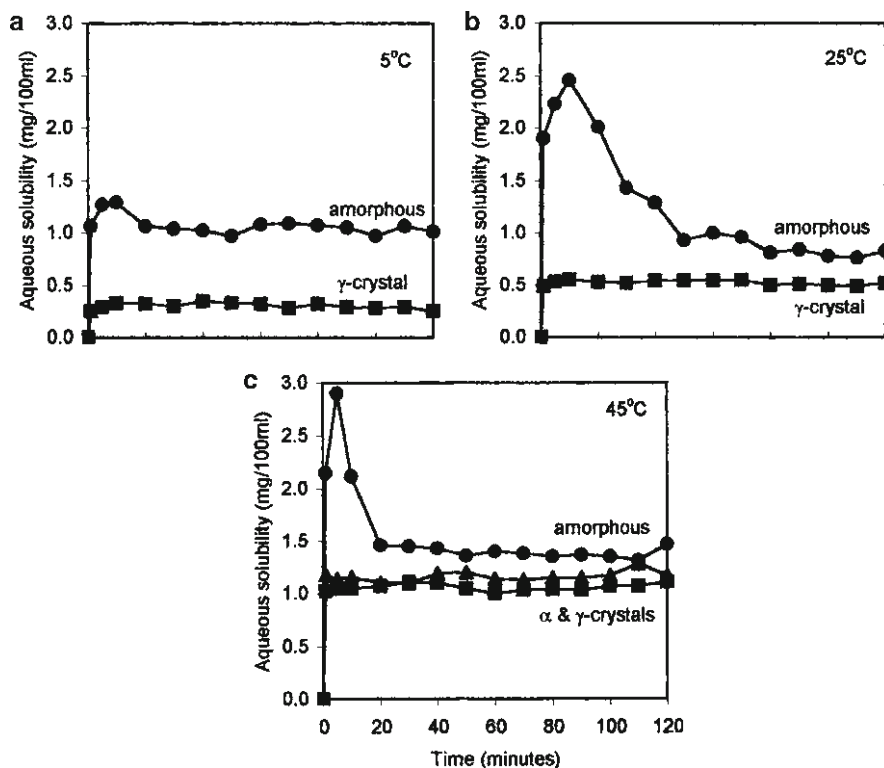 a
5°C
Aqueous solubility (mg/100ml)
3.0
2.5
2.0
1.5
1.0
0.5
0.0
amorphous
γ-crystal
b
25°C
Aqueous solubility (mg/100ml)
3.0
2.5
2.0
1.5
1.0
0.5
0.0
amorphous
γ-crystal
c
45°C
Aqueous solubility (mg/100ml)
3.0
2.5
2.0
1.5
1.0
0.5
0.0
amorphous
α & γ-crystals
0 20 40 60 80 100 120
Time (minutes)